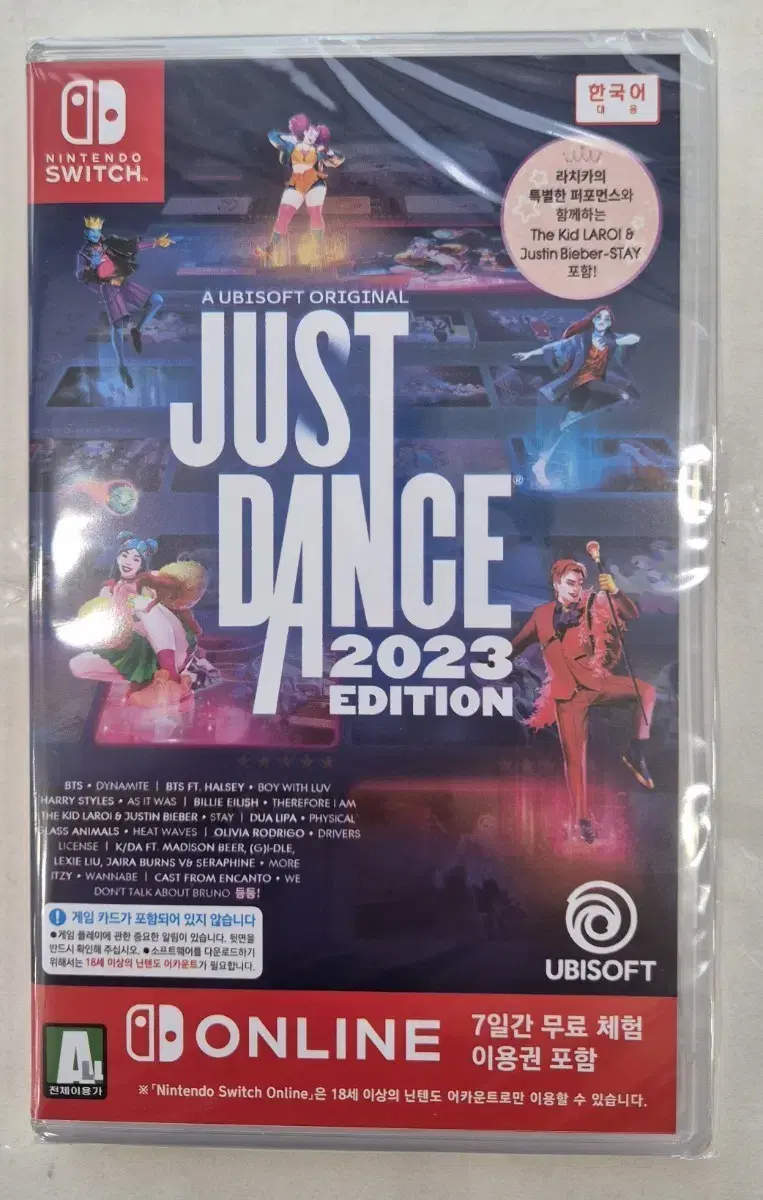 NINTENDO
SWITCH™
한국어
대응
라치카의
특별한 퍼포먼스와
함께하는
The Kid LAROI &
Justin Bieber-STAY
포함!
A UBISOFT ORIGINAL
JUST
DANCE®
2023
EDITION
BTS • DYNAMITE | BTS FT. HALSEY • BOY WITH LUV
HARRY STYLES • AS IT WAS | BILLIE EILISH • THEREFORE I AM
THE KID LAROI & JUSTIN BIEBER • STAY | DUA LIPA • PHYSICAL
GLASS ANIMALS • HEAT WAVES | OLIVIA RODRIGO • DRIVERS
LICENSE | K/DA FT. MADISON BEER, (G)I-DLE,
LEXIE LIU, JAIRA BURNS VÀ SERAPHINE • MORE
ITZY • WANNABE | CAST FROM ENCANTO • WE
DON'T TALK ABOUT BRUNO 등등!
! 게임 카드가 포함되어 있지 않습니다
●게임 플레이에 관한 중요한 알림이 있습니다. 뒷면을
반드시 확인해 주십시오. ●소프트웨어를 다운로드하기
위해서는 18세 이상의 닌텐도 어카운트가 필요합니다.
UBISOFT
ALL
전체이용가
ONLINE
7일간 무료 체험
이용권 포함
※「Nintendo Switch Online」은 18세 이상의 닌텐도 어카운트로만 이용할 수 있습니다.